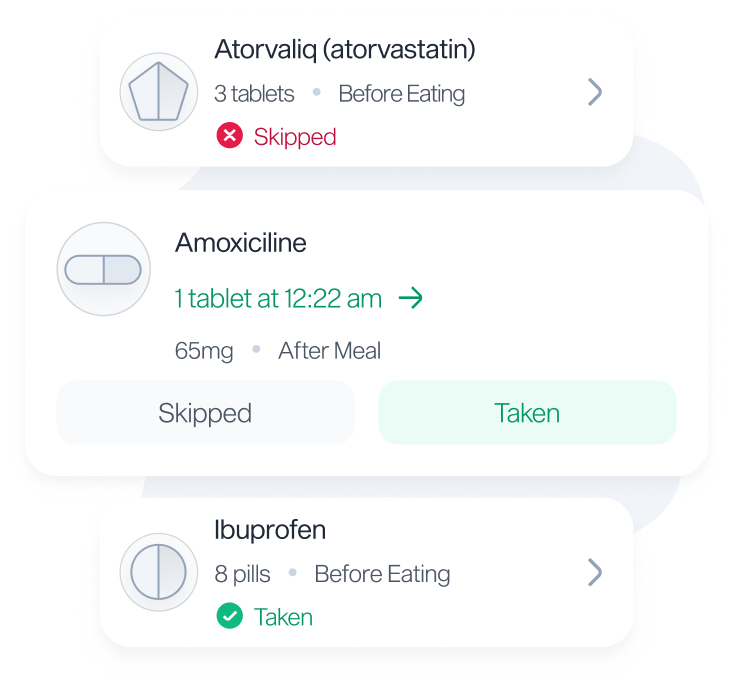 Atorvaliq (atorvastatin)
3 tablets • Before Eating
Skipped
Amoxiciline
1 tablet at 12:22 am →
65mg • After Meal
Skipped Taken
Ibuprofen
8 pills • Before Eating
Taken